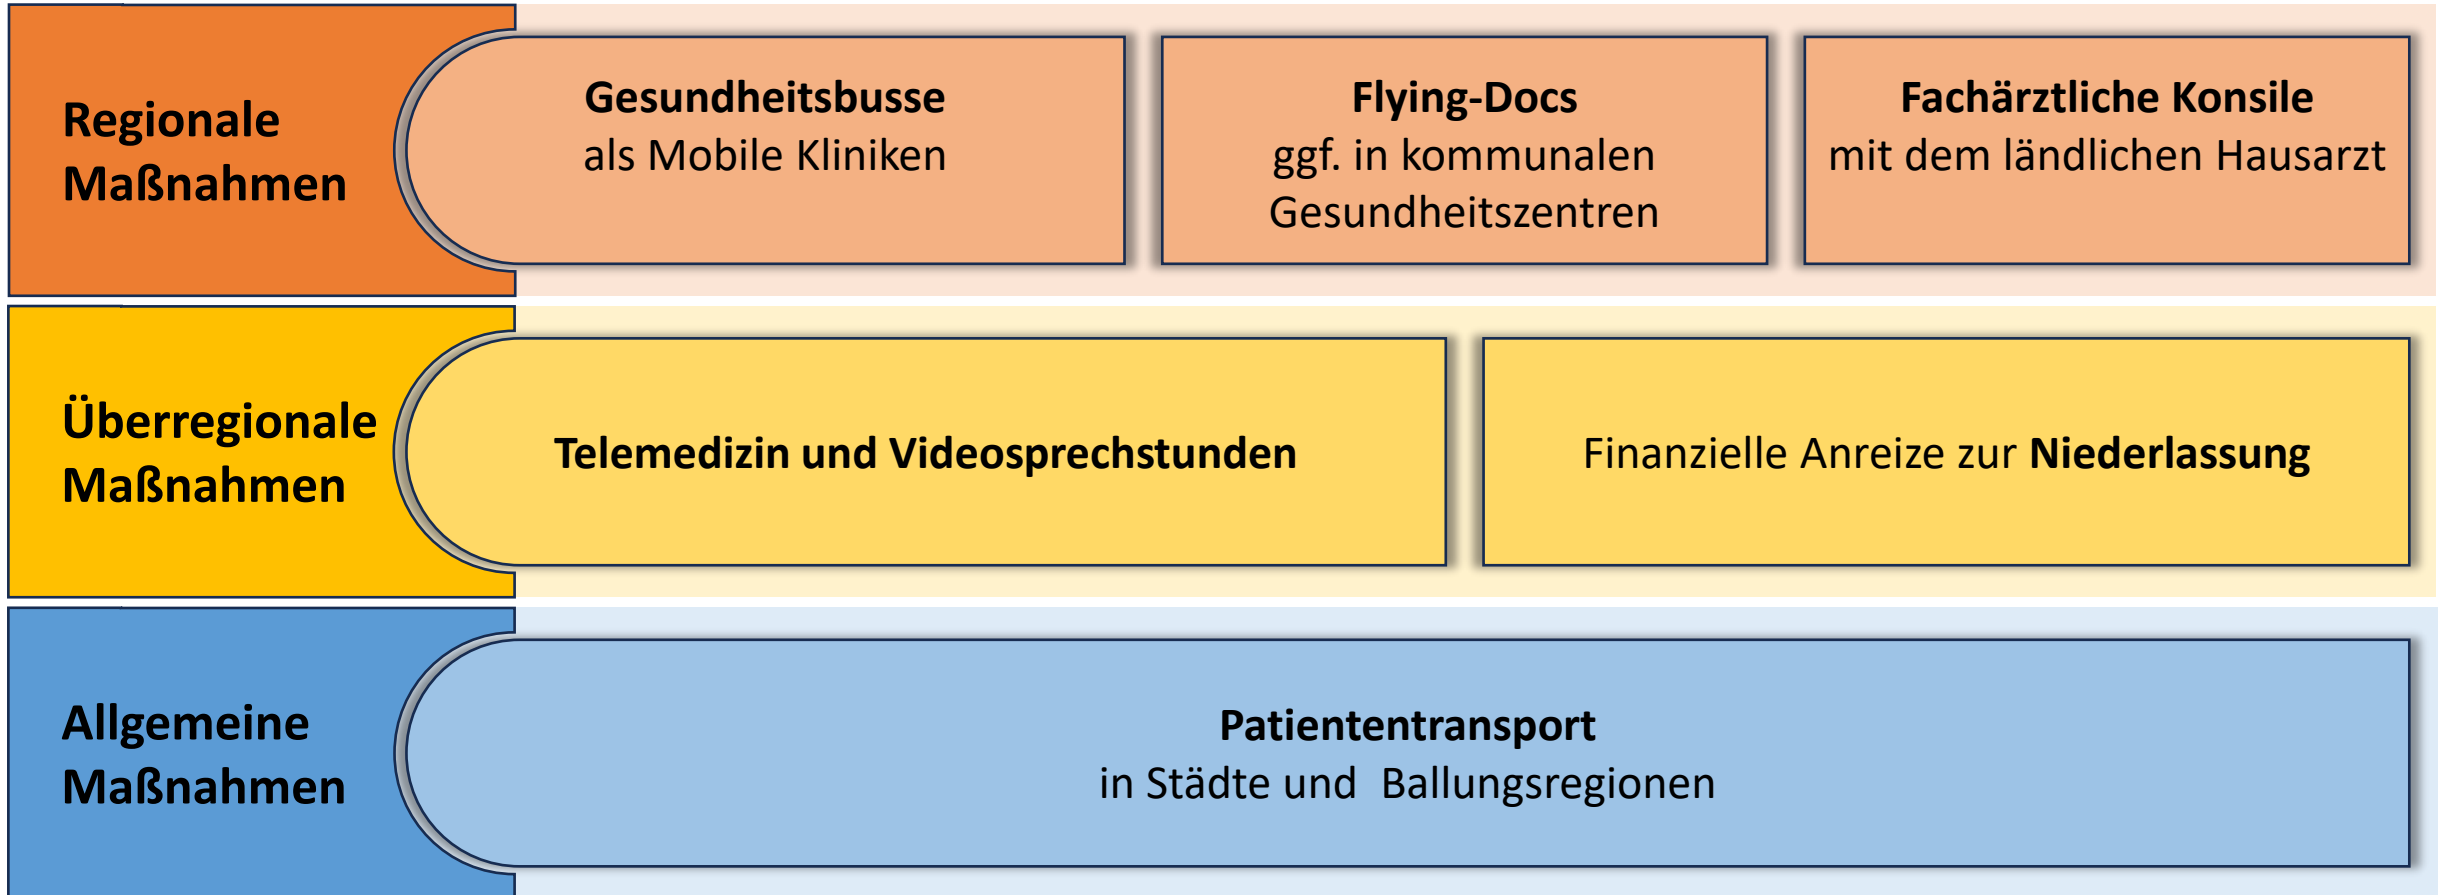 Regionale
Maßnahmen
Gesundheitsbusse
als Mobile Kliniken
Flying-Docs
ggf. in kommunalen
Gesundheitszentren
Fachärztliche Konsile
mit dem ländlichen Hausarzt
Überregionale
Maßnahmen
Telemedizin und Videosprechstunden
Finanzielle Anreize zur Niederlassung
Allgemeine
Maßnahmen
Patiententransport
in Städte und  Ballungsregionen